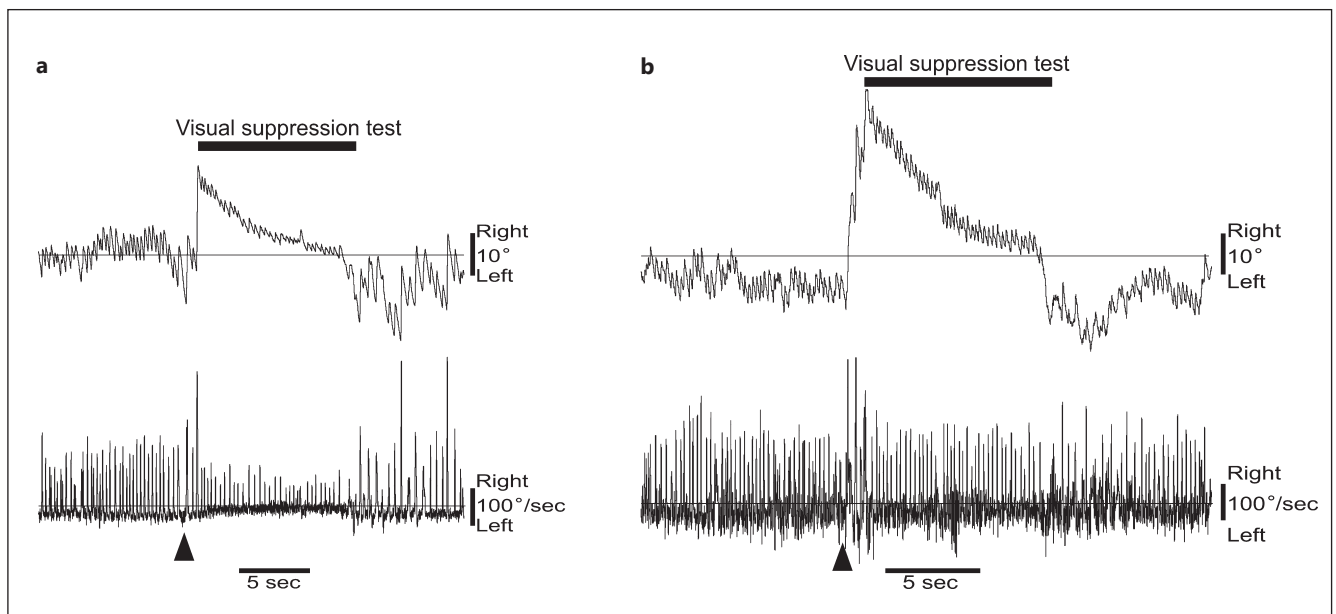 a
Visual suppression test
Right
10°
Left
Right
100°/sec
Left
5 sec
b
Visual suppression test
Right
10°
Left
Right
100°/sec
Left
5 sec